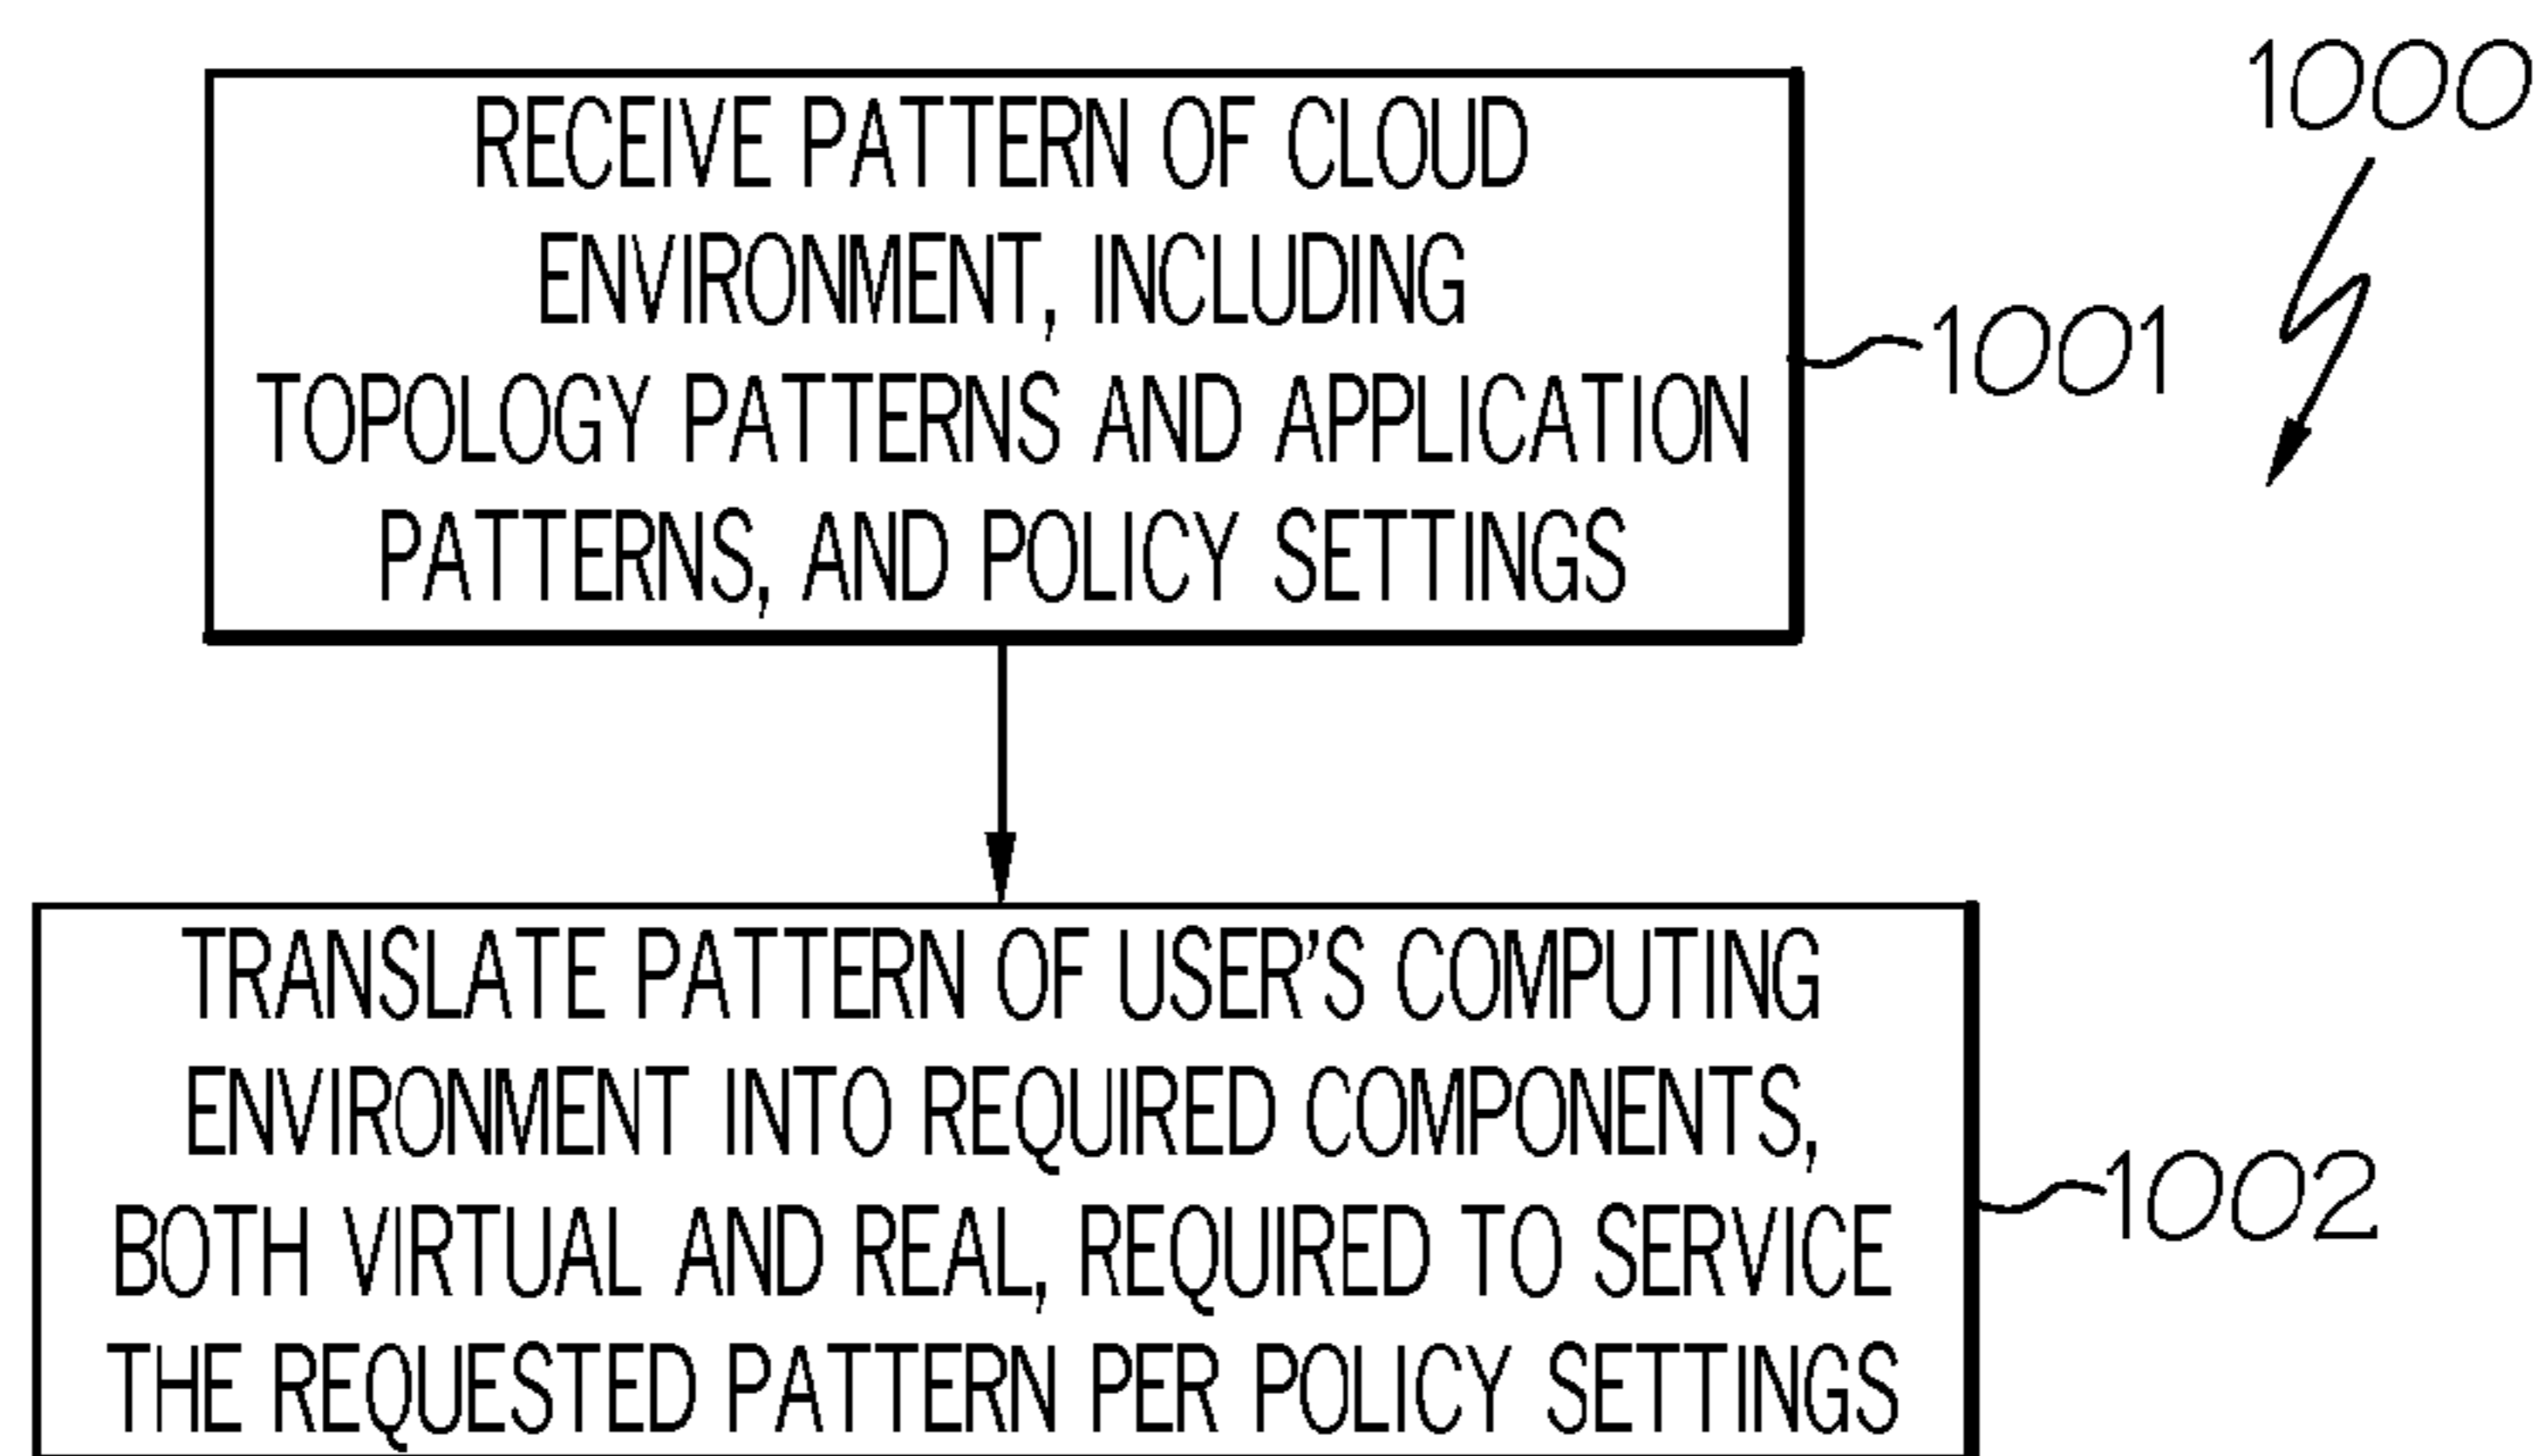 1000
RECEIVE PATTERN OF CLOUD
ENVIRONMENT, INCLUDING
TOPOLOGY PATTERNS AND APPLICATION
PATTERNS, AND POLICY SETTINGS
1001
TRANSLATE PATTERN OF USER'S COMPUTING
ENVIRONMENT INTO REQUIRED COMPONENTS,
BOTH VIRTUAL AND REAL, REQUIRED TO SERVICE
THE REQUESTED PATTERN PER POLICY SETTINGS
1002